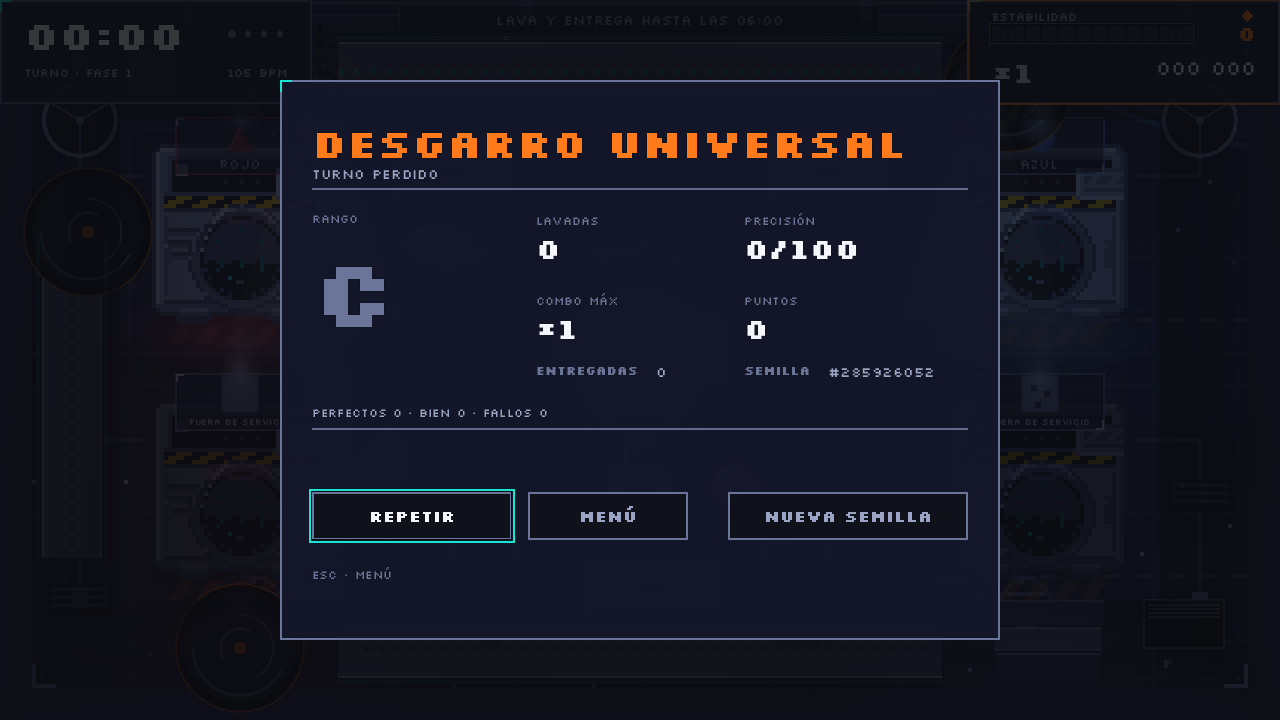 LAVA Y ENTREGA HASTA LAS 06:00
00:00
TURNO · FASE 1
105 BPM
ESTABILIDAD
0
×1
000 000
ROJO
AZUL
DESGARRO UNIVERSAL
TURNO PERDIDO
RANGO
C
LAVADAS
0
PRECISIÓN
0/100
COMBO MÁX
×1
PUNTOS
0
ENTREGADAS 0
SEMILLA #285926052
FUERA DE SERVICIO
ERA DE SERVICIO
PERFECTOS 0 · BIEN 0 · FALLOS 0
REPETIR
MENÚ
NUEVA SEMILLA
ESC · MENÚ